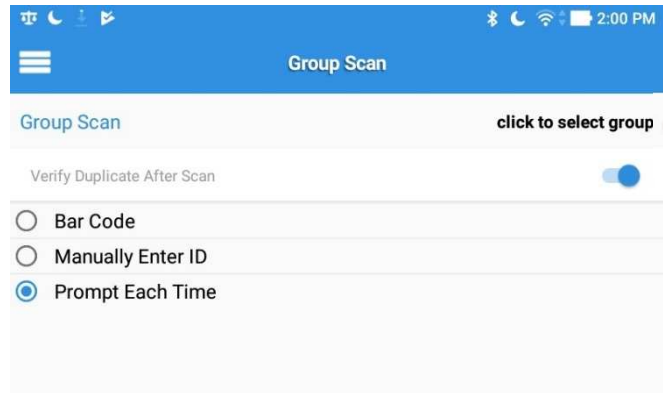 2:00 PM
Group Scan
Group Scan click to select group
Verify Duplicate After Scan
Bar Code
Manually Enter ID
Prompt Each Time